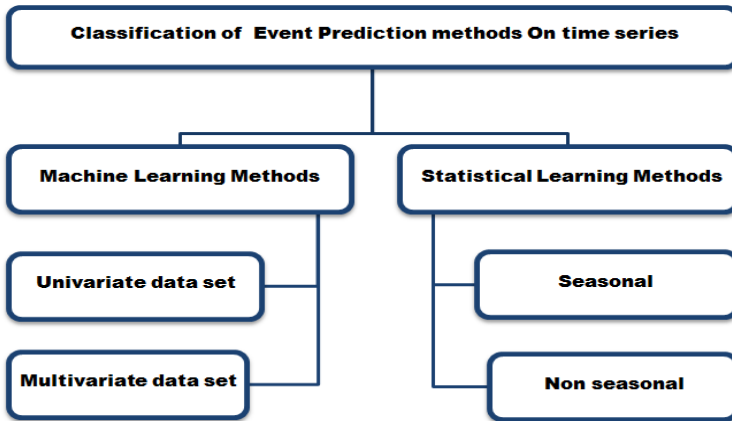 Classification of Event Prediction methods On time series
Machine Learning Methods
Statistical Learning Methods
Univariate data set
Seasonal
Multivariate data set
Non seasonal